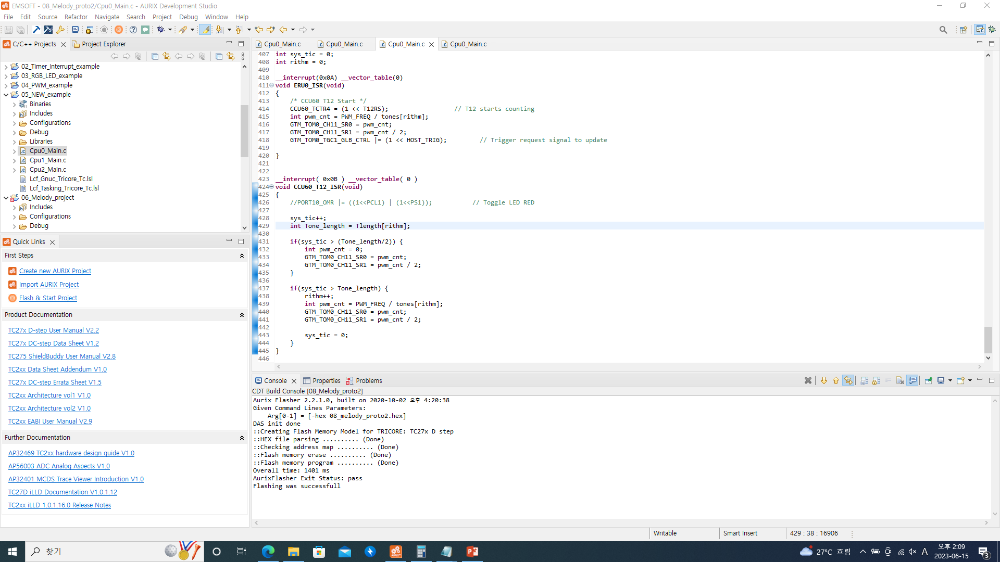 EMSOFT - 08_Melody_proto2/Cpu0_Main.c - AURIX Development Studio
File Edit Source Refactor Navigate Search Project Debug Window Help
C/C++ Projects
Project Explorer
02_Timer_Interrupt_example
03_RGB_LED_example
04_PWM_example
05_NEW_example
Binaries
Includes
Configurations
Debug
Libraries
Cpu0_Main.c
Cpu1_Main.c
Cpu2_Main.c
Lcf_Gnuc_Tricore_Tc.lsl
Lcf_Tasking_Tricore_Tc.lsl
06_Melody_project
Includes
Configurations
Debug
Quick Links
First Steps
Create new AURIX Project
Import AURIX Project
Flash & Start Project
Product Documentation
TC27x D-step User Manual V2.2
TC27x DC-step Data Sheet V1.2
TC275 ShieldBuddy User Manual V2.8
TC2xx Data Sheet Addendum V1.0
TC27x DC-step Errata Sheet V1.5
TC2xx Architecture vol1 V1.0
TC2xx Architecture vol2 V1.0
TC2xx EABI User Manual V2.9
Further Documentation
AP32469 TC2xx hardware design guide V1.0
AP56003 ADC Analog Aspects V1.0
AP32401 MCDS Trace Viewer Introduction V1.0
TC27D iLLD Documentation V1.0.1.12
TC2xx iLLD 1.0.1.16.0 Release Notes
Cpu0_Main.c Cpu0_Main.c Cpu0_Main.c Cpu0_Main.c
407 int sys_tic = 0;
408 int rithm = 0;
409
410 __interrupt(0x0A) __vector_table(0)
411 void ERU0_ISR(void)
412 {
413 /* CCU60 T12 Start */
414 CCU60_TCTR4 = (1 << T12RS); // T12 starts counting
415 int pwm_cnt = PWM_FREQ / tones[rithm];
416 GTM_TOM0_CH11_SR0 = pwm_cnt;
417 GTM_TOM0_CH11_SR1 = pwm_cnt / 2;
418 GTM_TOM0_TGC1_GLB_CTRL |= (1 << HOST_TRIG); // Trigger request signal to update
419
420 }
421
422
423 __interrupt( 0x0B ) __vector_table( 0 )
424 void CCU60_T12_ISR(void)
425 {
426 //PORT10_OMR |= ((1<<PCL1) | (1<<PS1)); // Toggle LED RED
427
428 sys_tic++;
429 int Tone_length = Tlength[rithm];
430
431 if(sys_tic > (Tone_length/2)) {
432 int pwm_cnt = 0;
433 GTM_TOM0_CH11_SR0 = pwm_cnt;
434 GTM_TOM0_CH11_SR1 = pwm_cnt / 2;
435 }
436
437 if(sys_tic > Tone_length) {
438 rithm++;
439 int pwm_cnt = PWM_FREQ / tones[rithm];
440 GTM_TOM0_CH11_SR0 = pwm_cnt;
441 GTM_TOM0_CH11_SR1 = pwm_cnt / 2;
442
443 sys_tic = 0;
444 }
445 }
446
Console Properties Problems
CDT Build Console [08_Melody_proto2]
Aurix Flasher 2.2.1.0, built on 2020-10-02 오후 4:20:38
Given Command Lines Parameters:
Arg[0-1] = [-hex 08_melody_proto2.hex]
DAS init done
::Creating Flash Memory Model for TRICORE: TC27x D step
::HEX file parsing .......... (Done)
::Checking address map .......... (Done)
::Flash memory erase .......... (Done)
::Flash memory program .......... (Done)
Overall time: 1401 ms
AurixFlasher Exit Status: pass
Flashing was successfull
Writable Smart Insert 429 : 38 : 16906
찾기
27°C 흐림
A
오후 2:09
2023-06-15
3